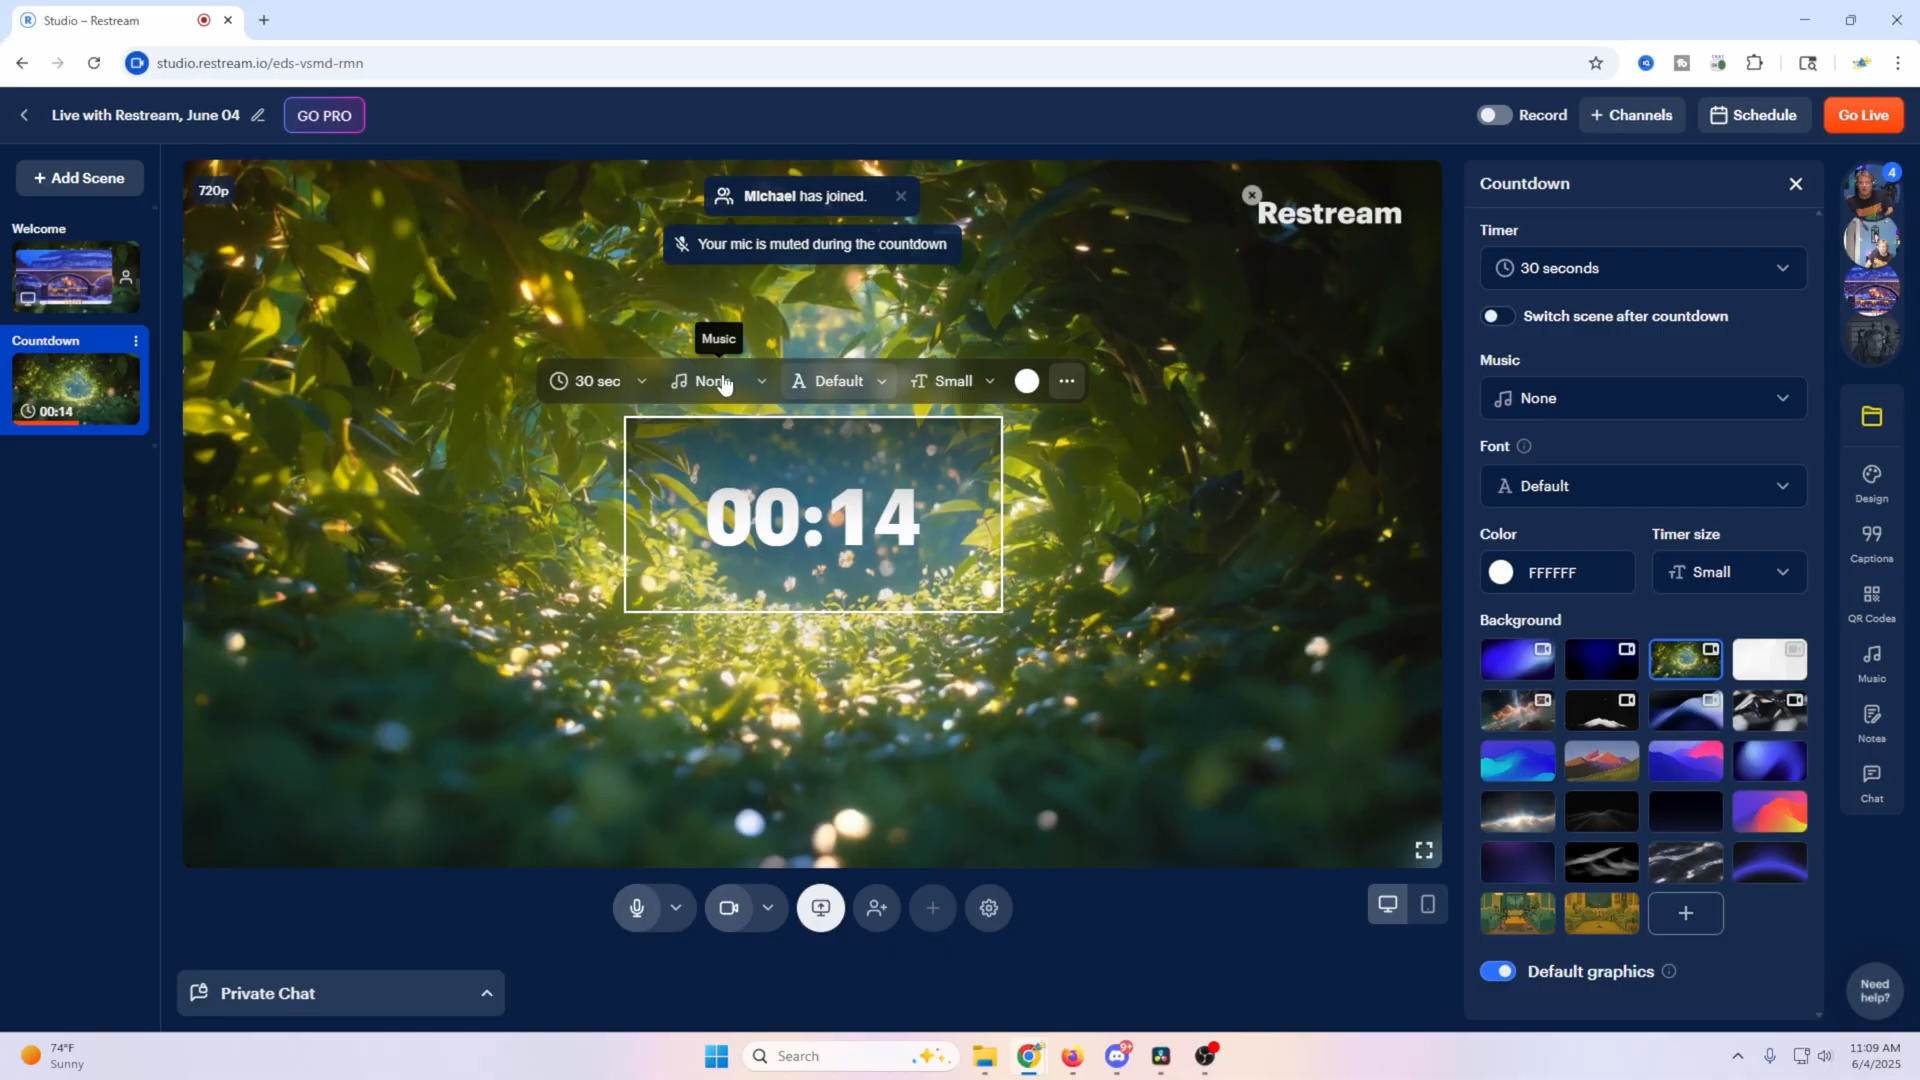 Studio – Restream
studio.restream.io/eds-vsmd-rmn
Live with Restream, June 04
GO PRO
Record
+ Channels
Schedule
Go Live
+ Add Scene
Welcome
Countdown
00:14
720p
Michael has joined.
Your mic is muted during the countdown
Restream
Music
30 sec
None
Default
Small
00:14
Private Chat
Countdown
Timer
30 seconds
Switch scene after countdown
Music
None
Font
Default
Color
Timer size
FFFFFF
Small
Background
Default graphics
4
Design
Captions
QR Codes
Music
Notes
Chat
Need
help?
74°F
Sunny
Search
9+
11:09 AM
6/4/2025